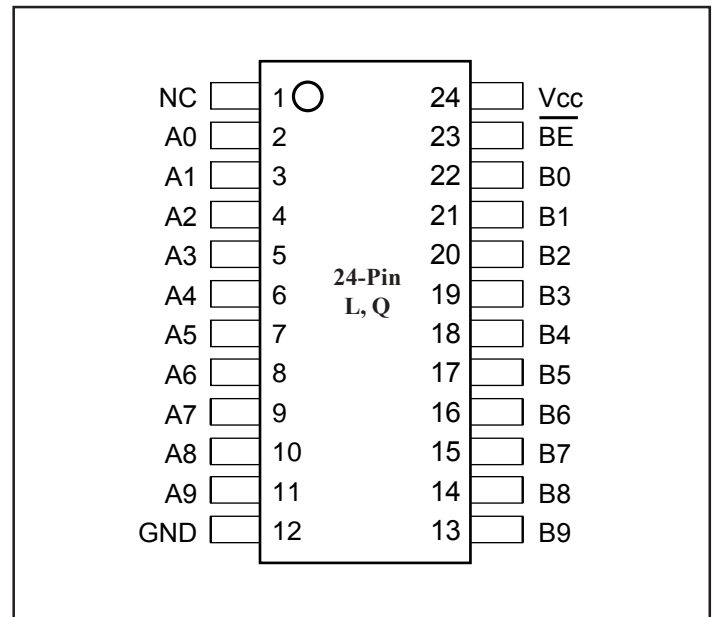 NC 1 24 Vcc
A0 2 23 B̅E̅
A1 3 22 B0
A2 4 21 B1
A3 5 20 B2
24-Pin
A4 6 19 B3
L, Q
A5 7 18 B4
A6 8 17 B5
A7 9 16 B6
A8 10 15 B7
A9 11 14 B8
GND 12 13 B9